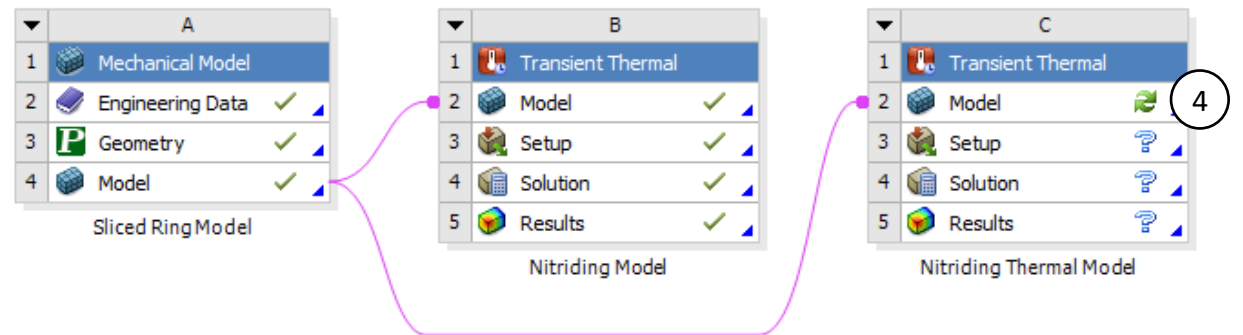 A
1 Mechanical Model
2 Engineering Data
3 P Geometry
4 Model
Sliced Ring Model
B
1 Transient Thermal
2 Model
3 Setup
4 Solution
5 Results
Nitriding Model
C
1 Transient Thermal
2 Model ? 4
3 Setup ?
4 Solution ?
5 Results ?
Nitriding Thermal Model